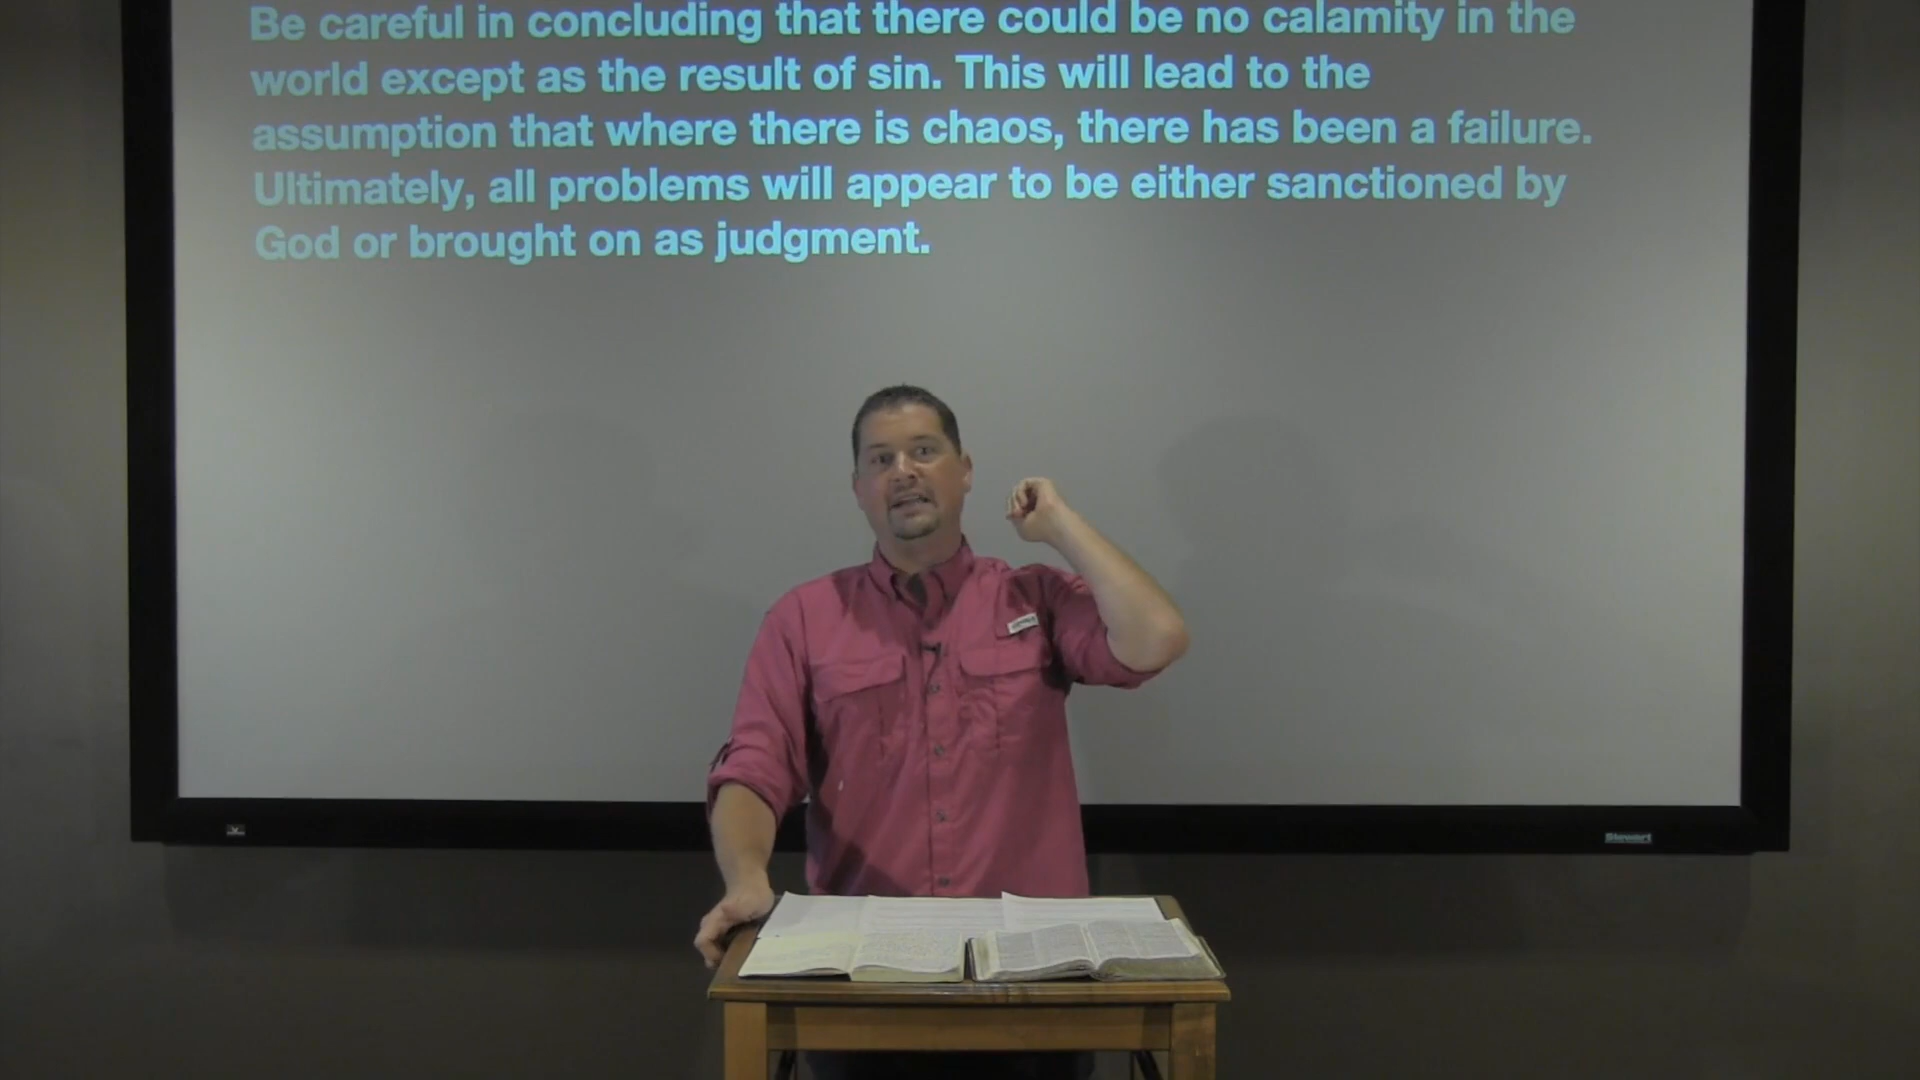 Be careful in concluding that there could be no calamity in the
world except as the result of sin. This will lead to the
assumption that where there is chaos, there has been a failure.
Ultimately, all problems will appear to be either sanctioned by
God or brought on as judgment.
Stewart